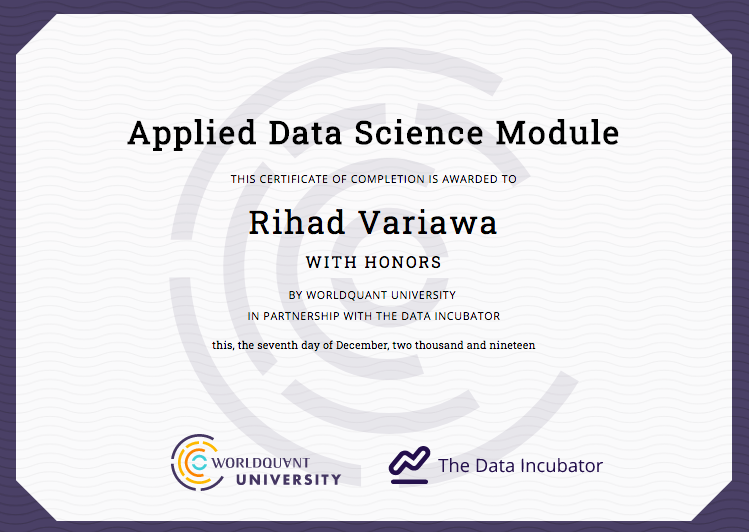 Applied Data Science Module
THIS CERTIFICATE OF COMPLETION IS AWARDED TO
Rihad Variawa
WITH HONORS
BY WORLDQUANT UNIVERSITY
IN PARTNERSHIP WITH THE DATA INCUBATOR
this, the seventh day of December, two thousand and nineteen
WORLDQUANT
UNIVERSITY
The Data Incubator